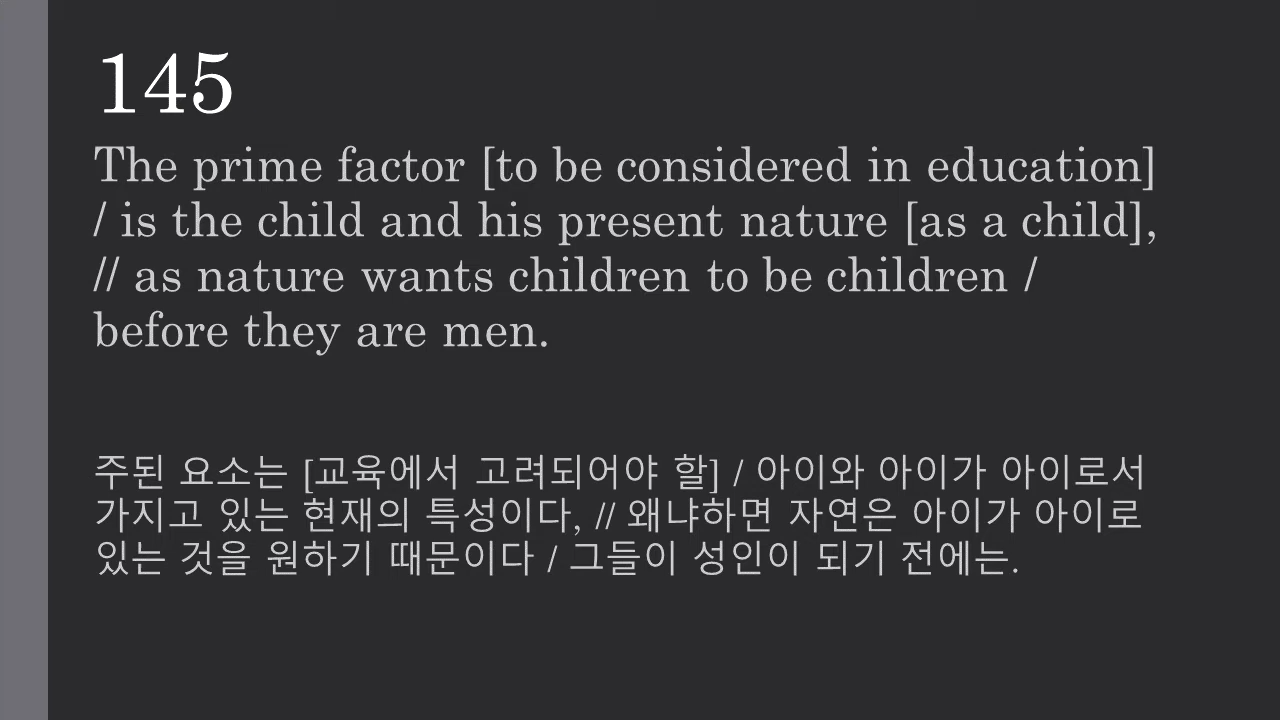 145
The prime factor [to be considered in education]
/ is the child and his present nature [as a child],
// as nature wants children to be children /
before they are men.
주된 요소는 [교육에서 고려되어야 할] / 아이와 아이가 아이로서
가지고 있는 현재의 특성이다, // 왜냐하면 자연은 아이가 아이로
있는 것을 원하기 때문이다 / 그들이 성인이 되기 전에는.